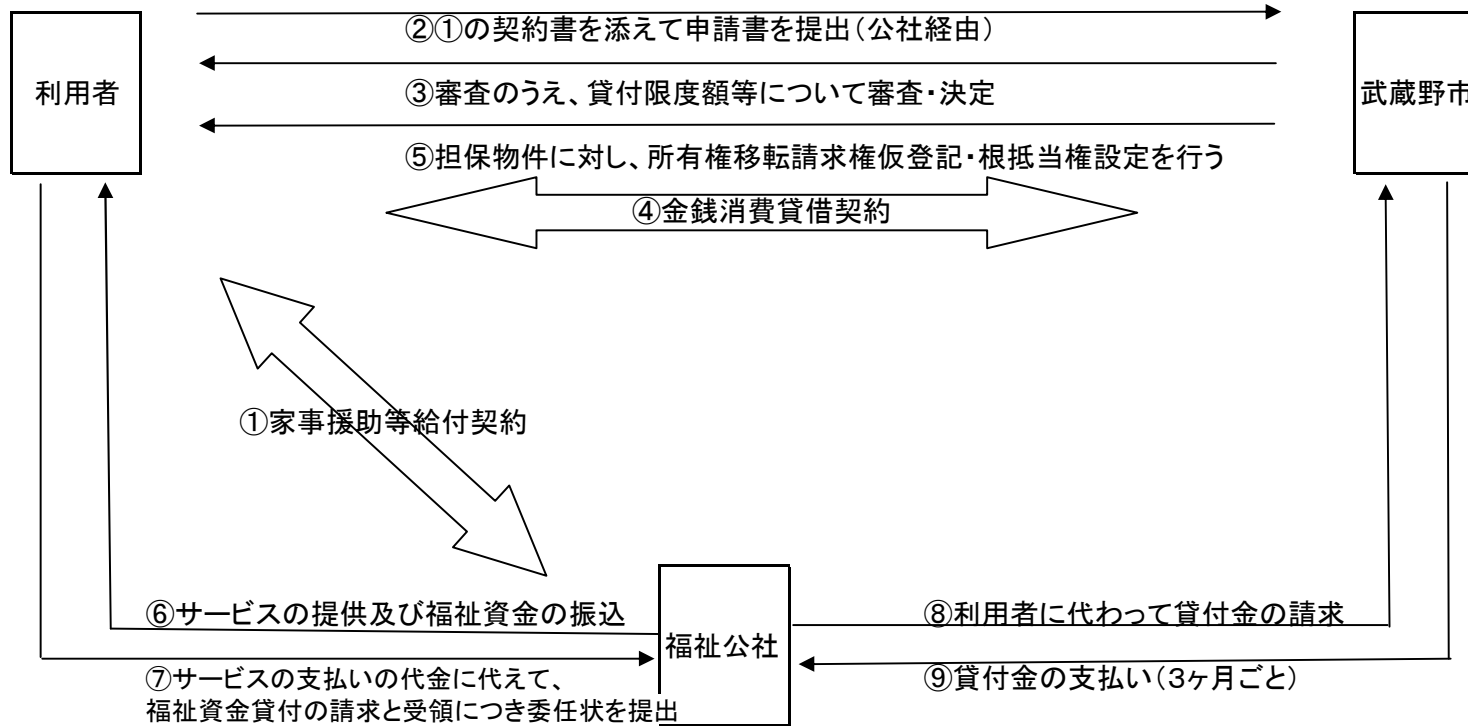 ②①の契約書を添えて申請書を提出（公社経由）
利用者
③審査のうえ、貸付限度額等について審査・決定
武蔵野市
⑤担保物件に対し、所有権移転請求権仮登記・根抵当権設定を行う
④金銭消費貸借契約
①家事援助等給付契約
⑥サービスの提供及び福祉資金の振込
⑧利用者に代わって貸付金の請求
福祉公社
⑦サービスの支払いの代金に代えて、
福祉資金貸付の請求と受領につき委任状を提出
⑨貸付金の支払い（３ヶ月ごと）